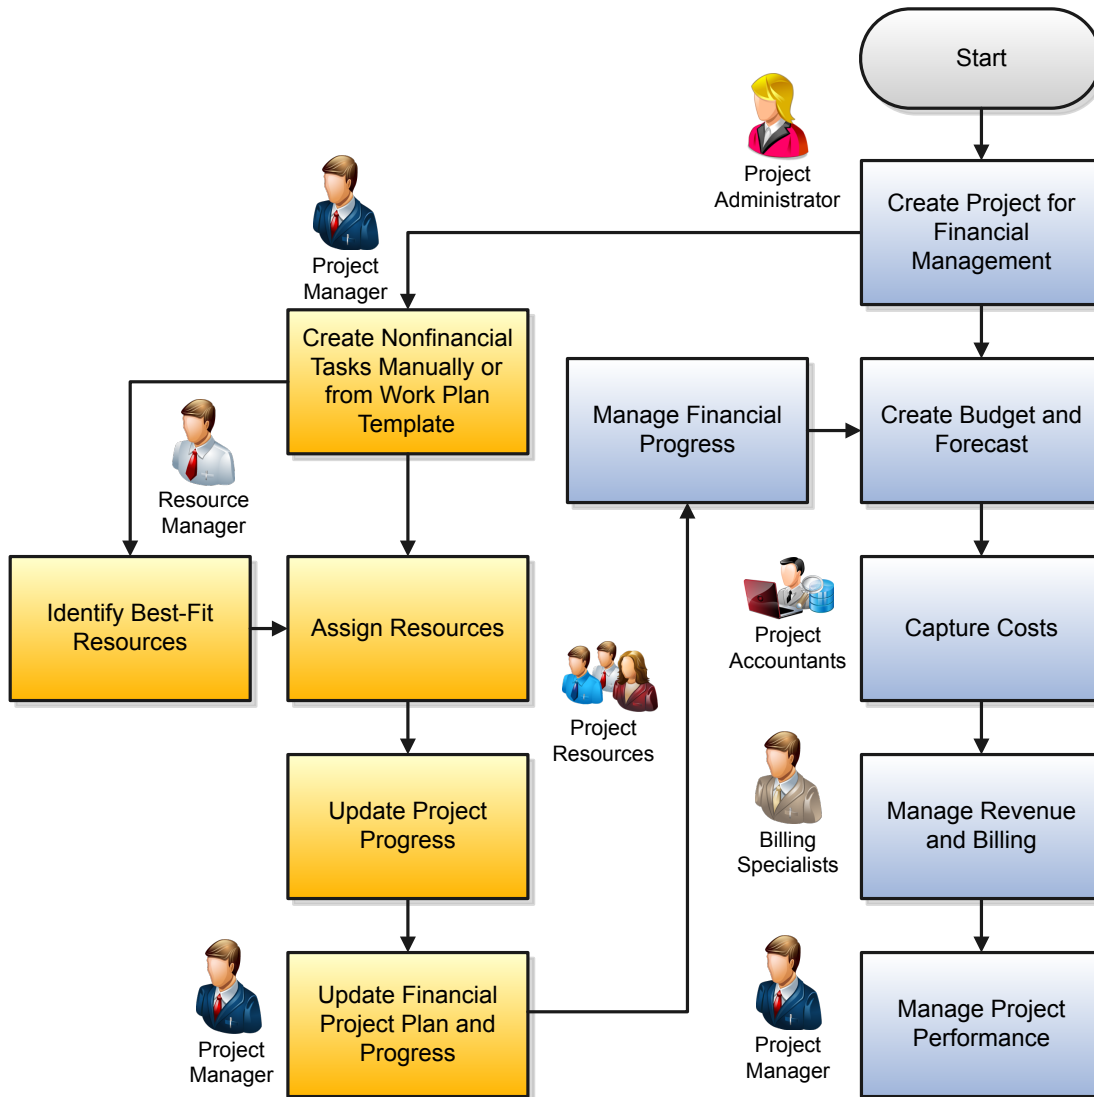 Start
Project
Administrator
Create Project for
Financial
Management
Project
Manager
Create Nonfinancial
Tasks Manually or
from Work Plan
Template
Manage Financial
Progress
Create Budget and
Forecast
Resource
Manager
Identify Best-Fit
Resources
Assign Resources
Project
Resources
Project
Accountants
Capture Costs
Update Project
Progress
Billing
Specialists
Manage Revenue
and Billing
Project
Manager
Update Financial
Project Plan and
Progress
Project
Manager
Manage Project
Performance